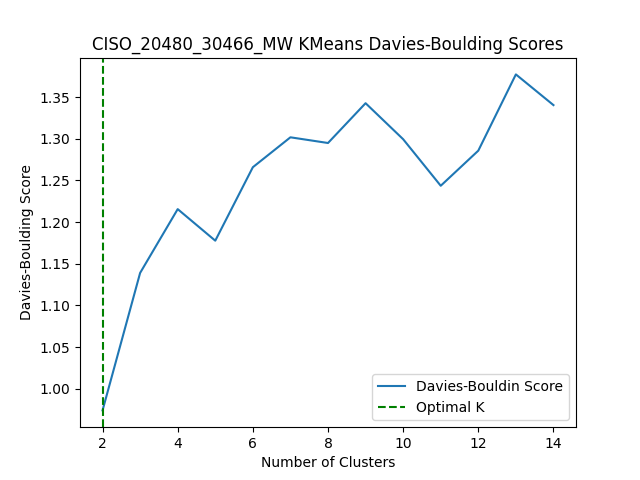 CISO_20480_30466_MW KMeans Davies-Boulding Scores
Davies-Boulding Score
1.35
1.30
1.25
1.20
1.15
1.10
1.05
1.00
2 4 6 8 10 12 14
Number of Clusters
Davies-Bouldin Score
Optimal K